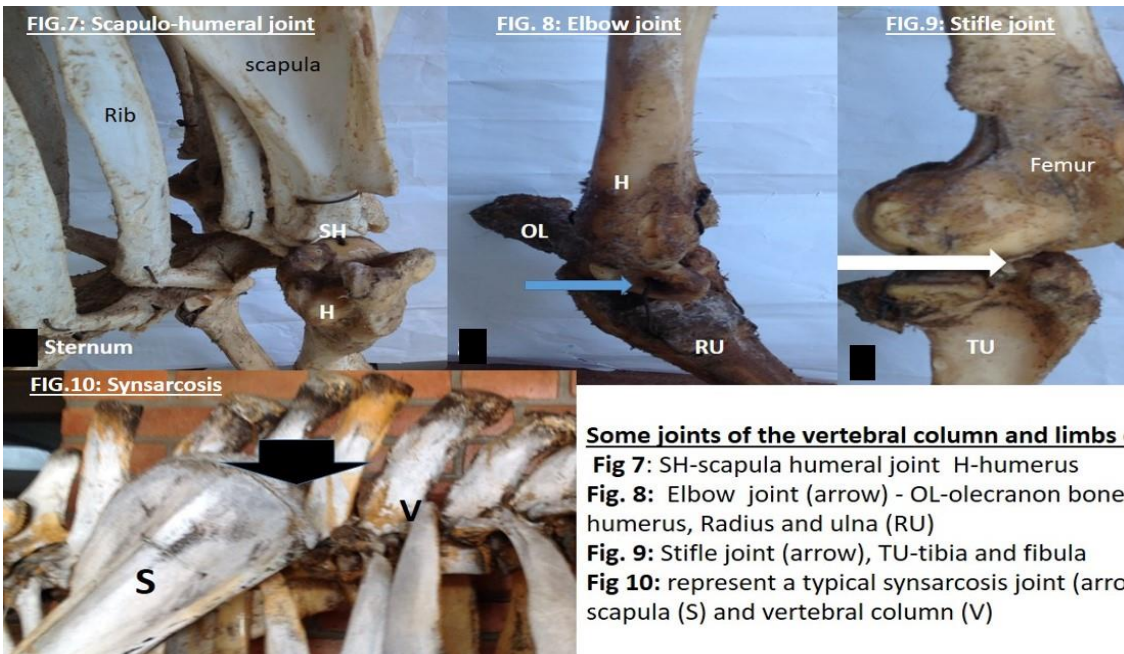 FIG.7: Scapulo-humeral joint
scapula
Rib
SH
H
Sternum
FIG. 8: Elbow joint
H
OL
RU
FIG.9: Stifle joint
Femur
TU
FIG.10: Synsarcosis
V
S
Some joints of the vertebral column and limbs
Fig 7: SH-scapula humeral joint H-humerus
Fig. 8: Elbow joint (arrow) - OL-olecranon bone
humerus, Radius and ulna (RU)
Fig. 9: Stifle joint (arrow), TU-tibia and fibula
Fig 10: represent a typical synsarcosis joint
scapula (S) and vertebral column (V)